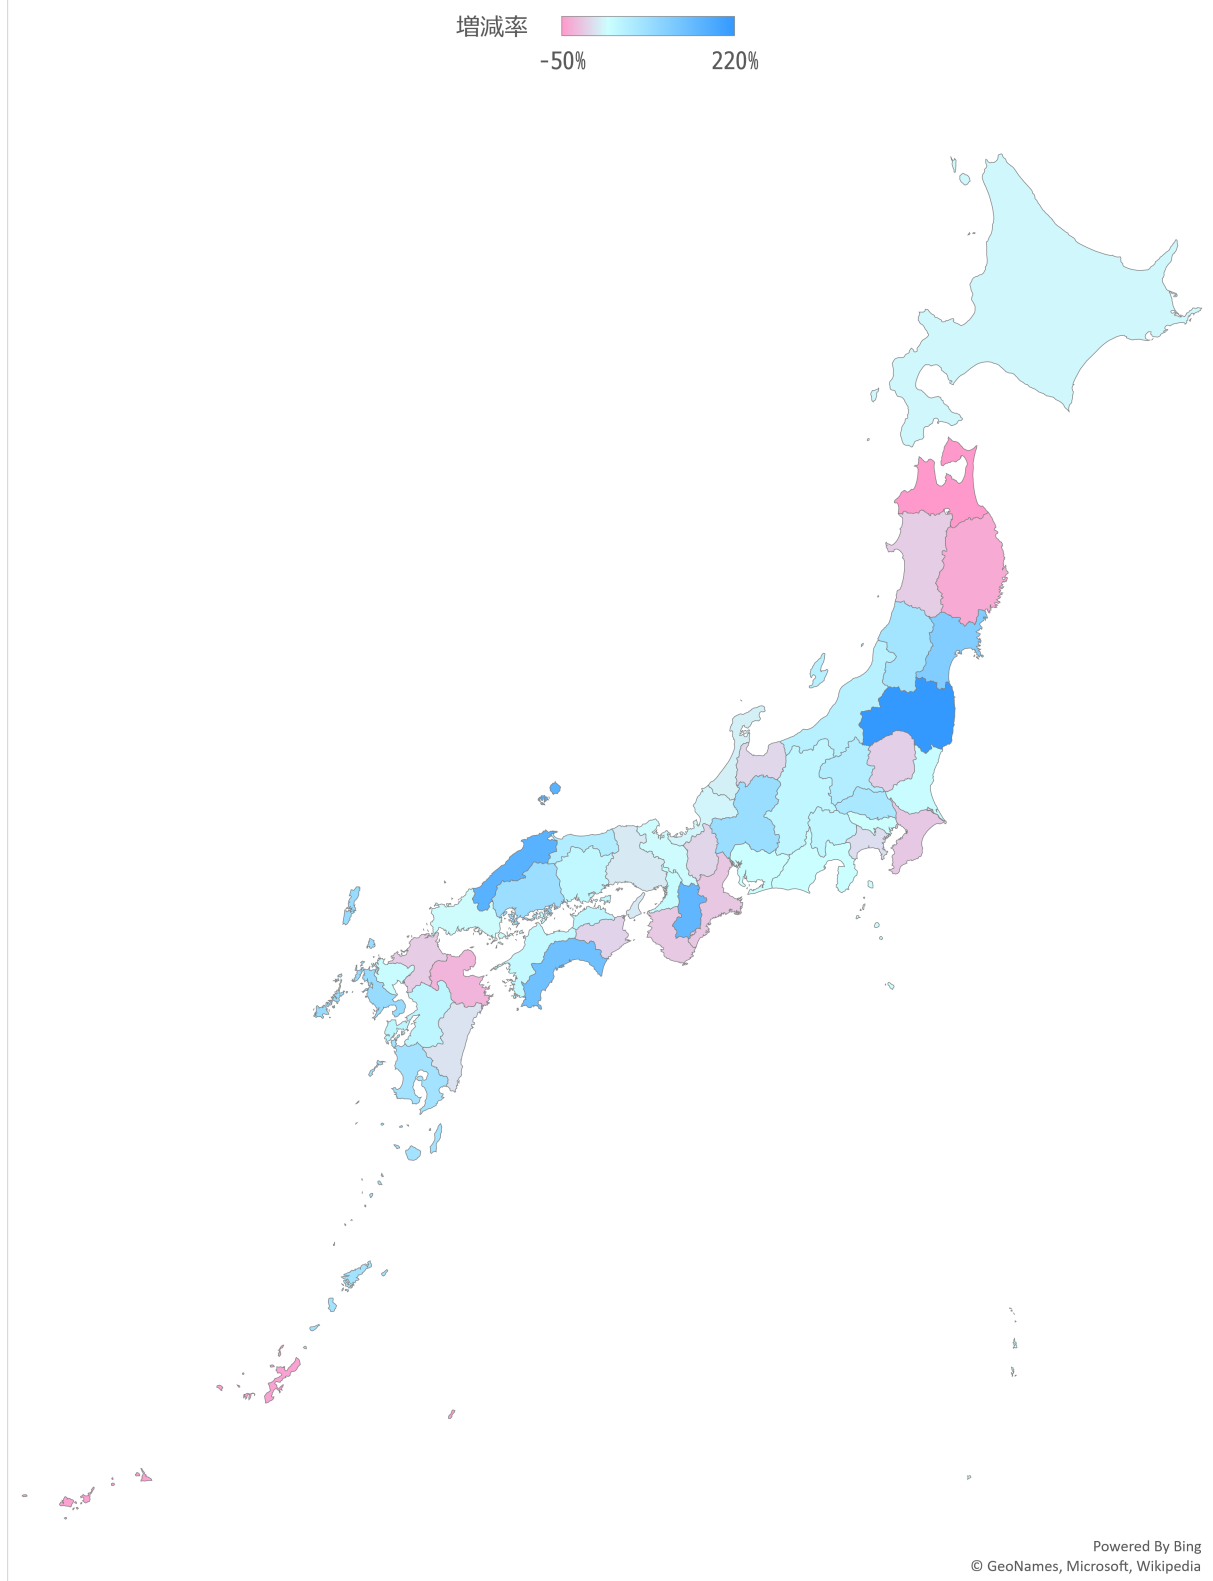 増減率
-50%
220%
Powered By Bing
© GeoNames, Microsoft, Wikipedia